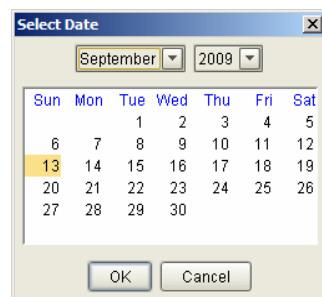 Select Date
September 2009
Sun Mon Tue Wed Thu Fri Sat
1 2 3 4 5
6 7 8 9 10 11 12
13 14 15 16 17 18 19
20 21 22 23 24 25 26
27 28 29 30
OK Cancel